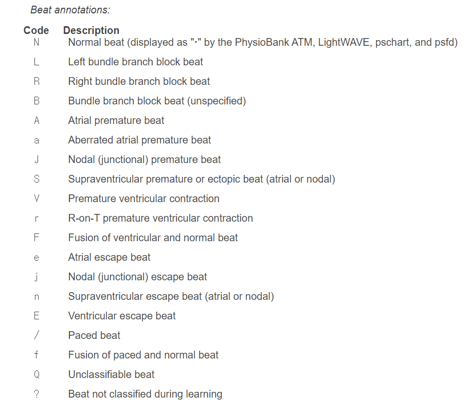 Beat annotations:
Code Description
N Normal beat (displayed as "·" by the PhysioBank ATM, LightWAVE, pschart, and psfd)
L Left bundle branch block beat
R Right bundle branch block beat
B Bundle branch block beat (unspecified)
A Atrial premature beat
a Aberrated atrial premature beat
J Nodal (junctional) premature beat
S Supraventricular premature or ectopic beat (atrial or nodal)
V Premature ventricular contraction
r R-on-T premature ventricular contraction
F Fusion of ventricular and normal beat
e Atrial escape beat
j Nodal (junctional) escape beat
n Supraventricular escape beat (atrial or nodal)
E Ventricular escape beat
/ Paced beat
f Fusion of paced and normal beat
Q Unclassifiable beat
? Beat not classified during learning